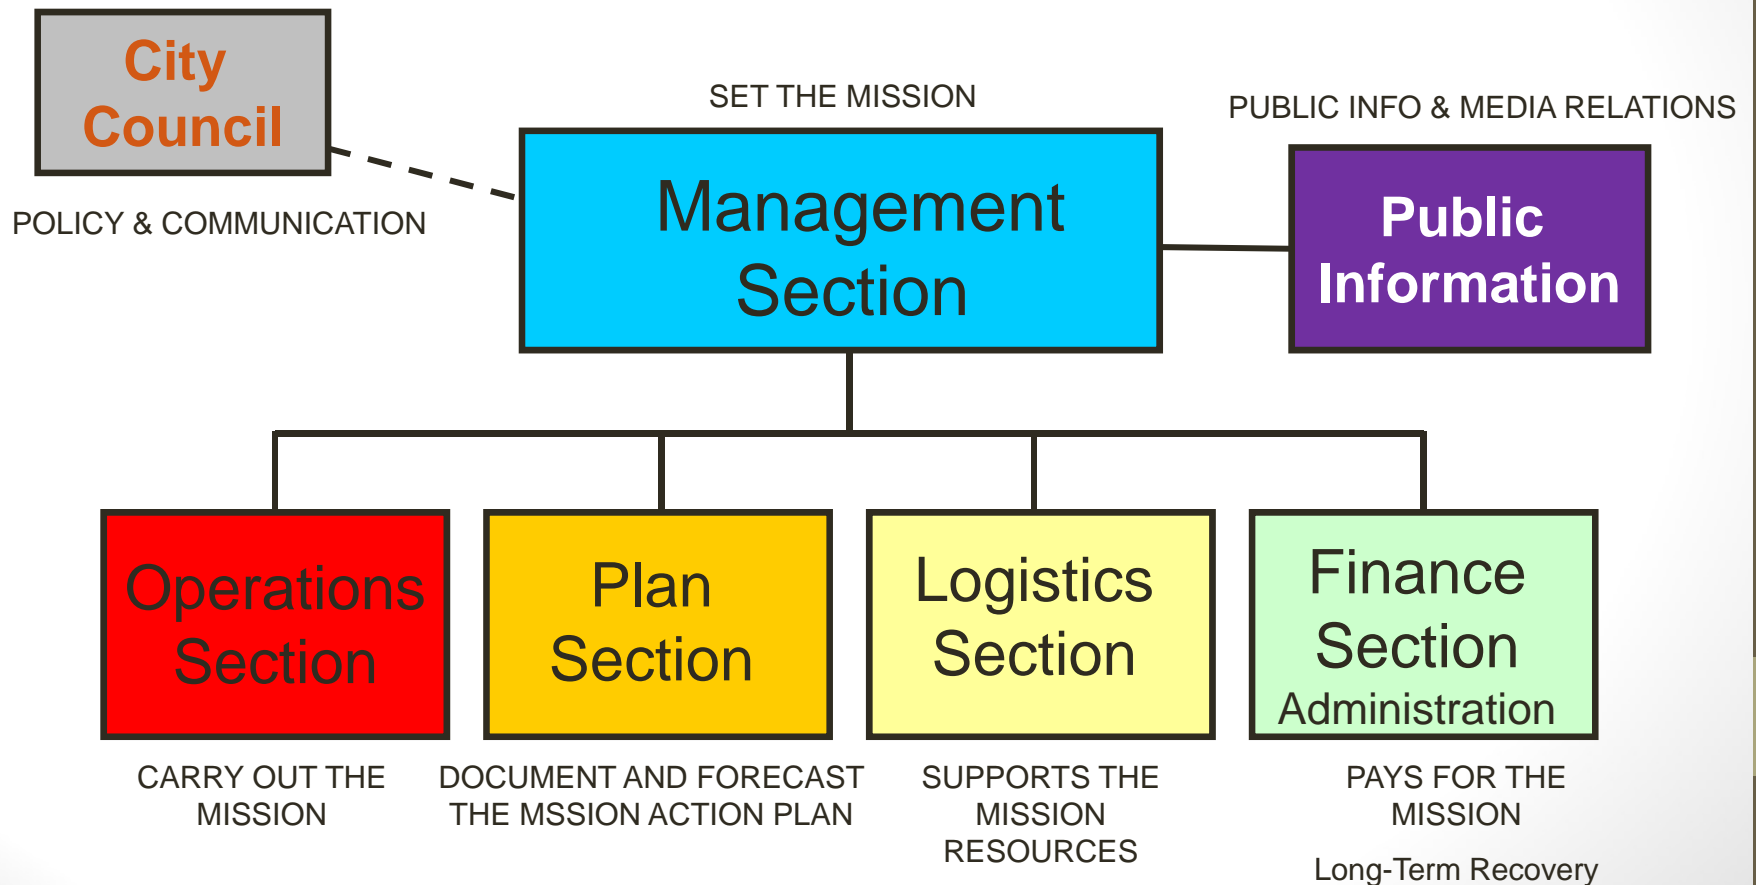 City
Council
POLICY & COMMUNICATION
SET THE MISSION
Management
Section
PUBLIC INFO & MEDIA RELATIONS
Public
Information
Operations
Section
CARRY OUT THE
MISSION
Plan
Section
DOCUMENT AND FORECAST
THE MSSION ACTION PLAN
Logistics
Section
SUPPORTS THE
MISSION
RESOURCES
Finance
Section
Administration
PAYS FOR THE
MISSION
Long-Term Recovery